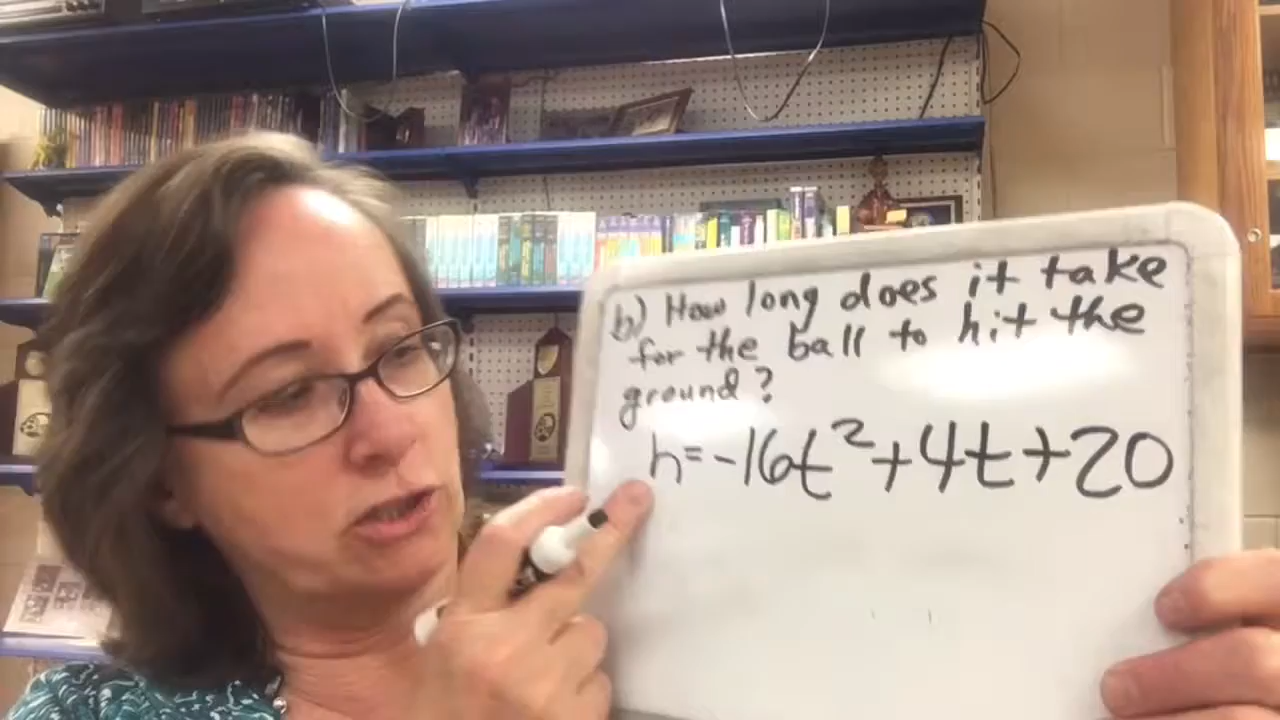 b) How long does it take
for the ball to hit the
ground?
h=-16t²+4t+20